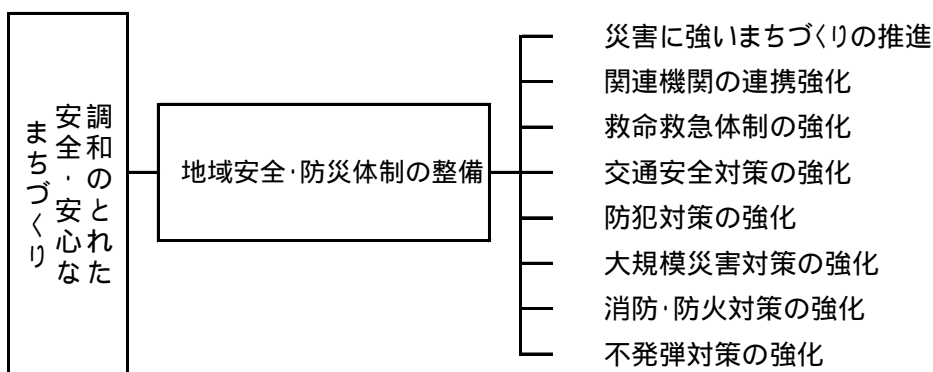 調和のとれた
安全・安心な
まちづくり
地域安全・防災体制の整備
災害に強いまちづくりの推進
関連機関の連携強化
救命救急体制の強化
交通安全対策の強化
防犯対策の強化
大規模災害対策の強化
消防・防火対策の強化
不発弾対策の強化